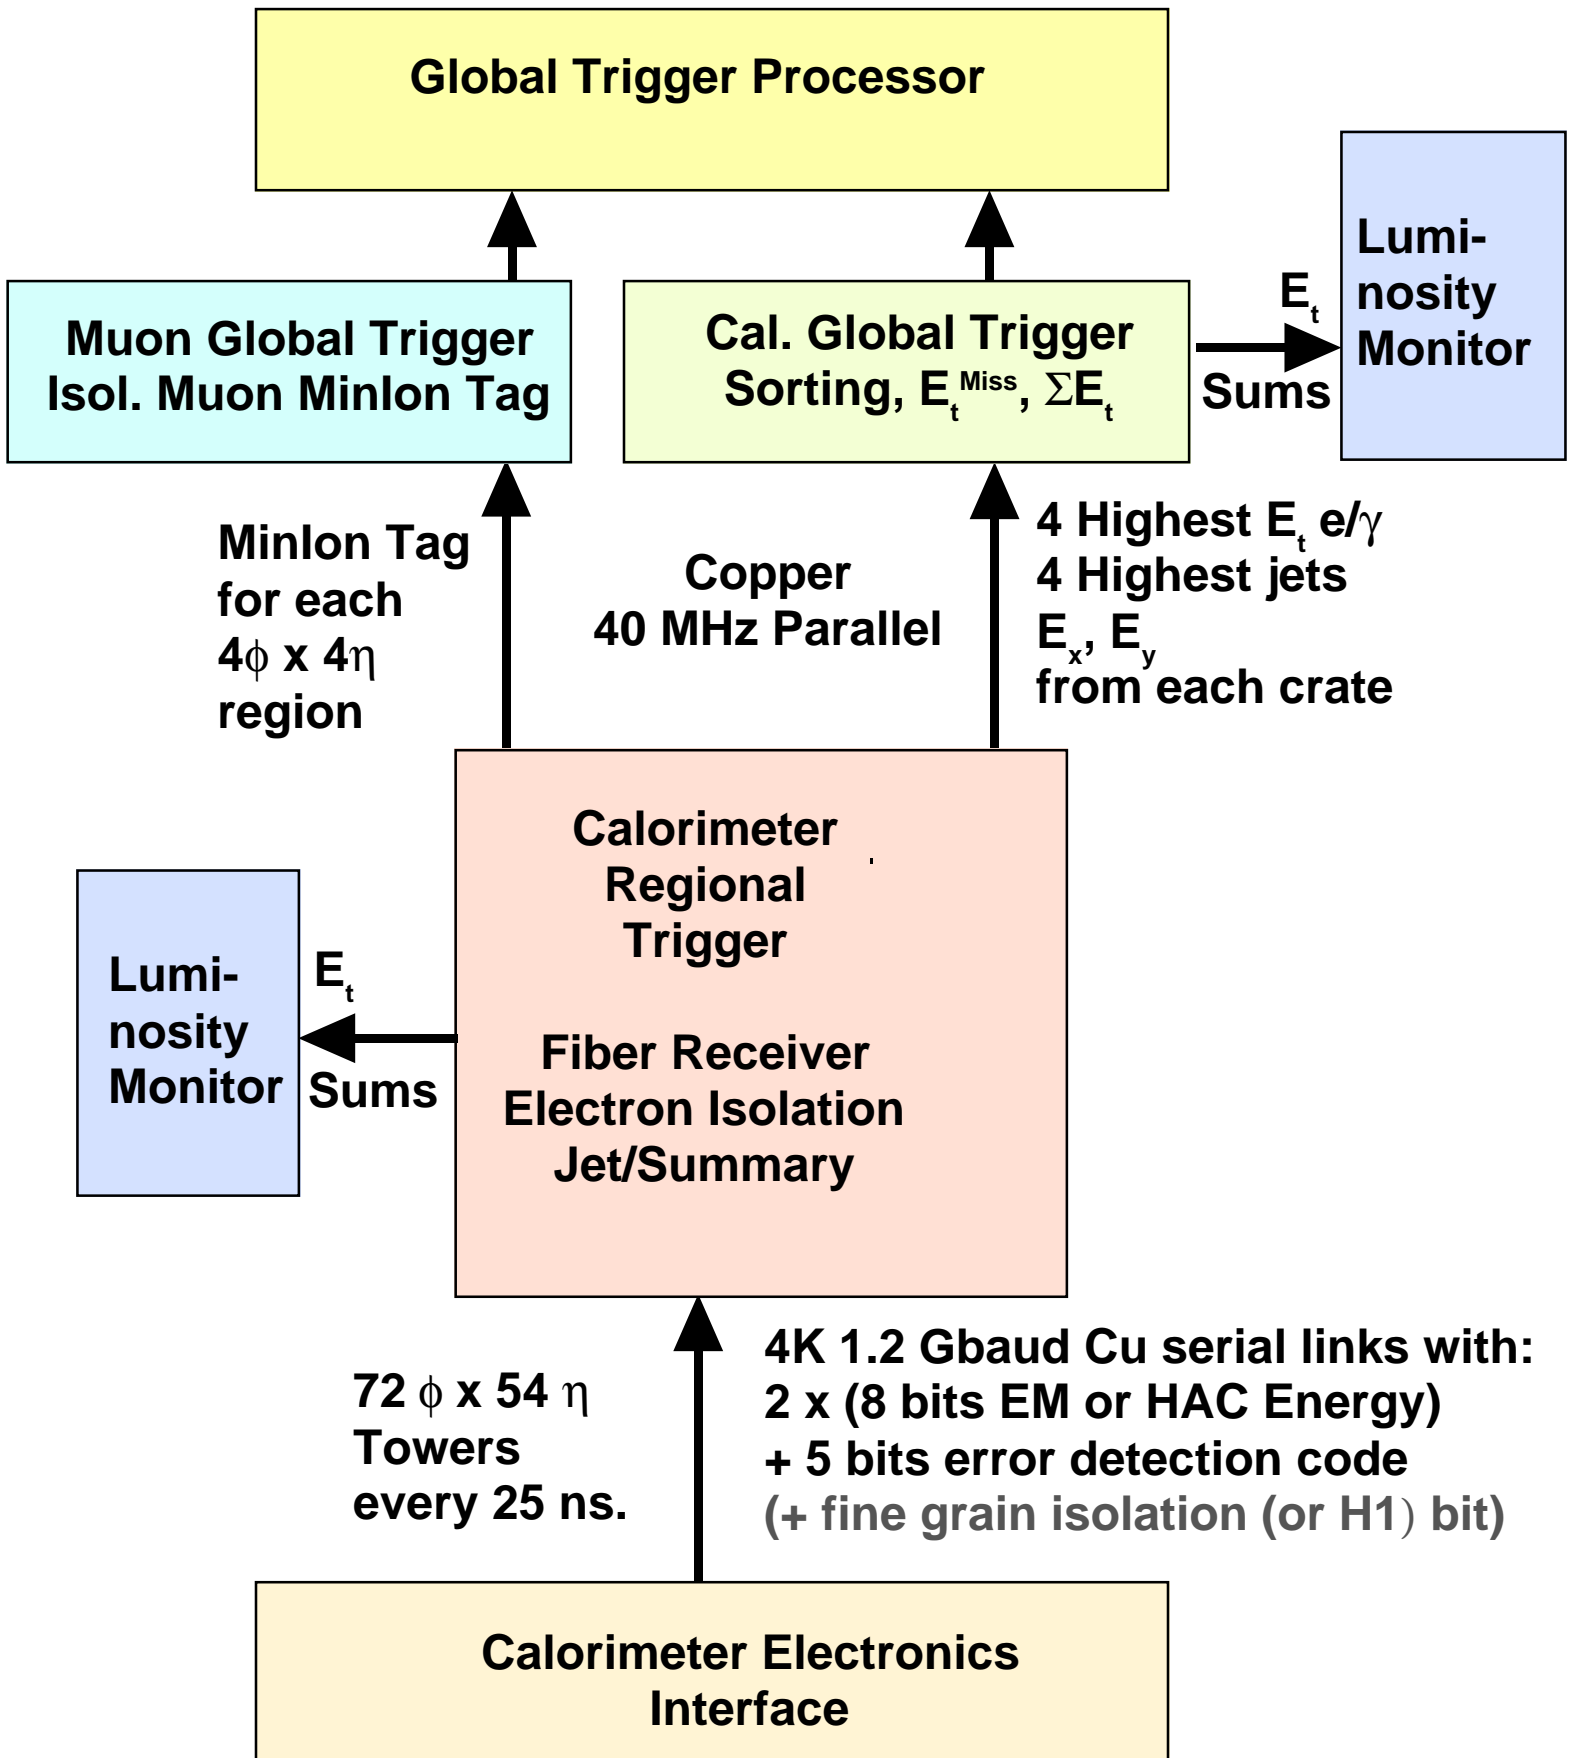 Global Trigger Processor
Muon Global Trigger
Isol. Muon MinIon Tag
Cal. Global Trigger
Sorting, EₜMiss, ΣEₜ
Eₜ
Sums
Lumi-
nosity
Monitor
MinIon Tag
for each
4φ x 4η
region
Copper
40 MHz Parallel
4 Highest Eₜ e/γ
4 Highest jets
Eₓ, E_y
from each crate
Calorimeter
Regional
Trigger
Fiber Receiver
Electron Isolation
Jet/Summary
Lumi-
nosity
Monitor
Eₜ
Sums
72 φ x 54 η
Towers
every 25 ns.
4K 1.2 Gbaud Cu serial links with:
2 x (8 bits EM or HAC Energy)
+ 5 bits error detection code
(+ fine grain isolation (or H1) bit)
Calorimeter Electronics
Interface